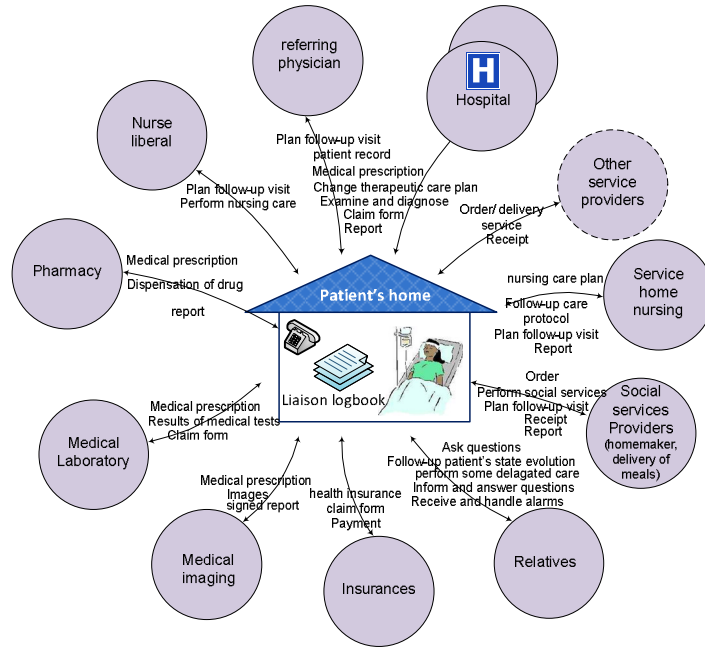 referring
physician
H
Hospital
Nurse
liberal
Plan follow-up visit
patient record
Medical prescription
Change therapeutic care plan
Examine and diagnose
Claim form
Report
Other
service
providers
Plan follow-up visit
Perform nursing care
Order/ delivery
service
Receipt
Pharmacy
Medical prescription
Dispensation of drug
report
Patient's home
nursing care plan
Follow-up care
protocol
Plan follow-up visit
Report
Service
home
nursing
Liaison logbook
Order
Perform social services
Plan follow-up visit
Receipt
Report
Social
services
Providers
(homemaker,
delivery of
meals)
Medical
Laboratory
Medical prescription
Results of medical tests
Claim form
Ask questions
Follow-up patient's state evolution
perform some delagated care
Inform and answer questions
Receive and handle alarms
Medical prescription
Images
signed report
health insurance
claim form
Payment
Medical
imaging
Insurances
Relatives